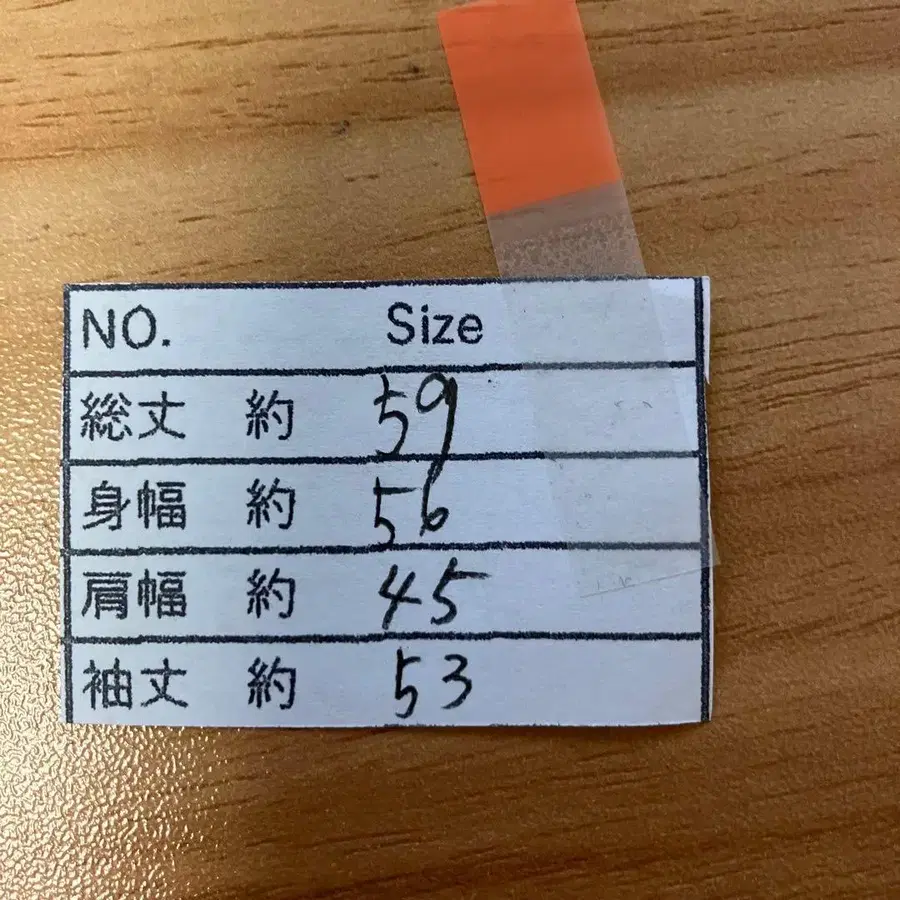 NO. Size
総丈 約 59
身幅 約 56
肩幅 約 45
袖丈 約 53